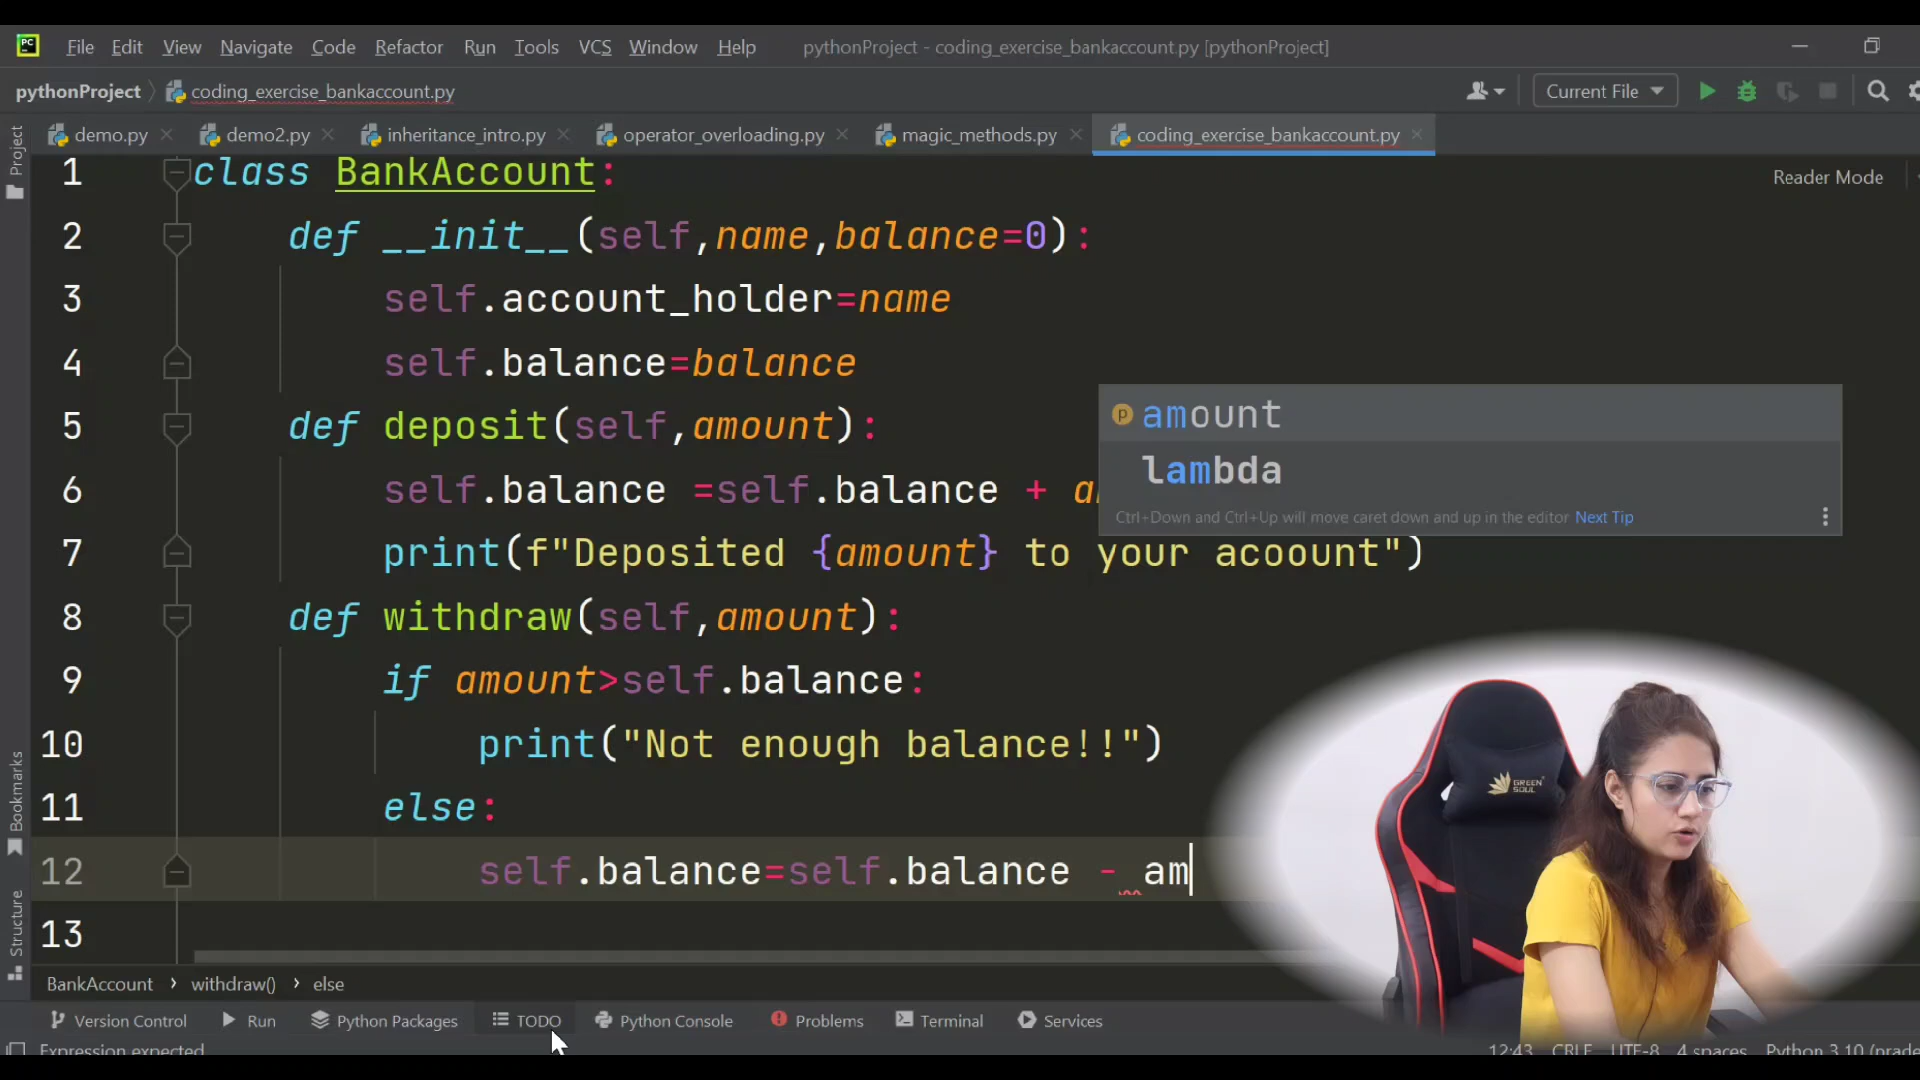 PC File Edit View Navigate Code Refactor Run Tools VCS Window Help pythonProject - coding_exercise_bankaccount.py [pythonProject]
pythonProject coding_exercise_bankaccount.py Current File
demo.py demo2.py inheritance_intro.py operator_overloading.py magic_methods.py coding_exercise_bankaccount.py
Project
Reader Mode
1 class BankAccount:
2 def __init__(self,name,balance=0):
3 self.account_holder=name
4 self.balance=balance
5 def deposit(self,amount):
6 self.balance =self.balance +
p amount
lambda
Ctrl+Down and Ctrl+Up will move caret down and up in the editor Next Tip
7 print(f"Deposited {amount} to your acoount")
8 def withdraw(self,amount):
9 if amount>self.balance:
10 print("Not enough balance!!")
11 else:
12 self.balance=self.balance - am
13
GREEN
SOUL
Bookmarks
Structure
BankAccount withdraw() else
Version Control Run Python Packages TODO Python Console Problems Terminal Services
Expression expected 12:43 CRLF UTF-8 4 spaces Python 3.10